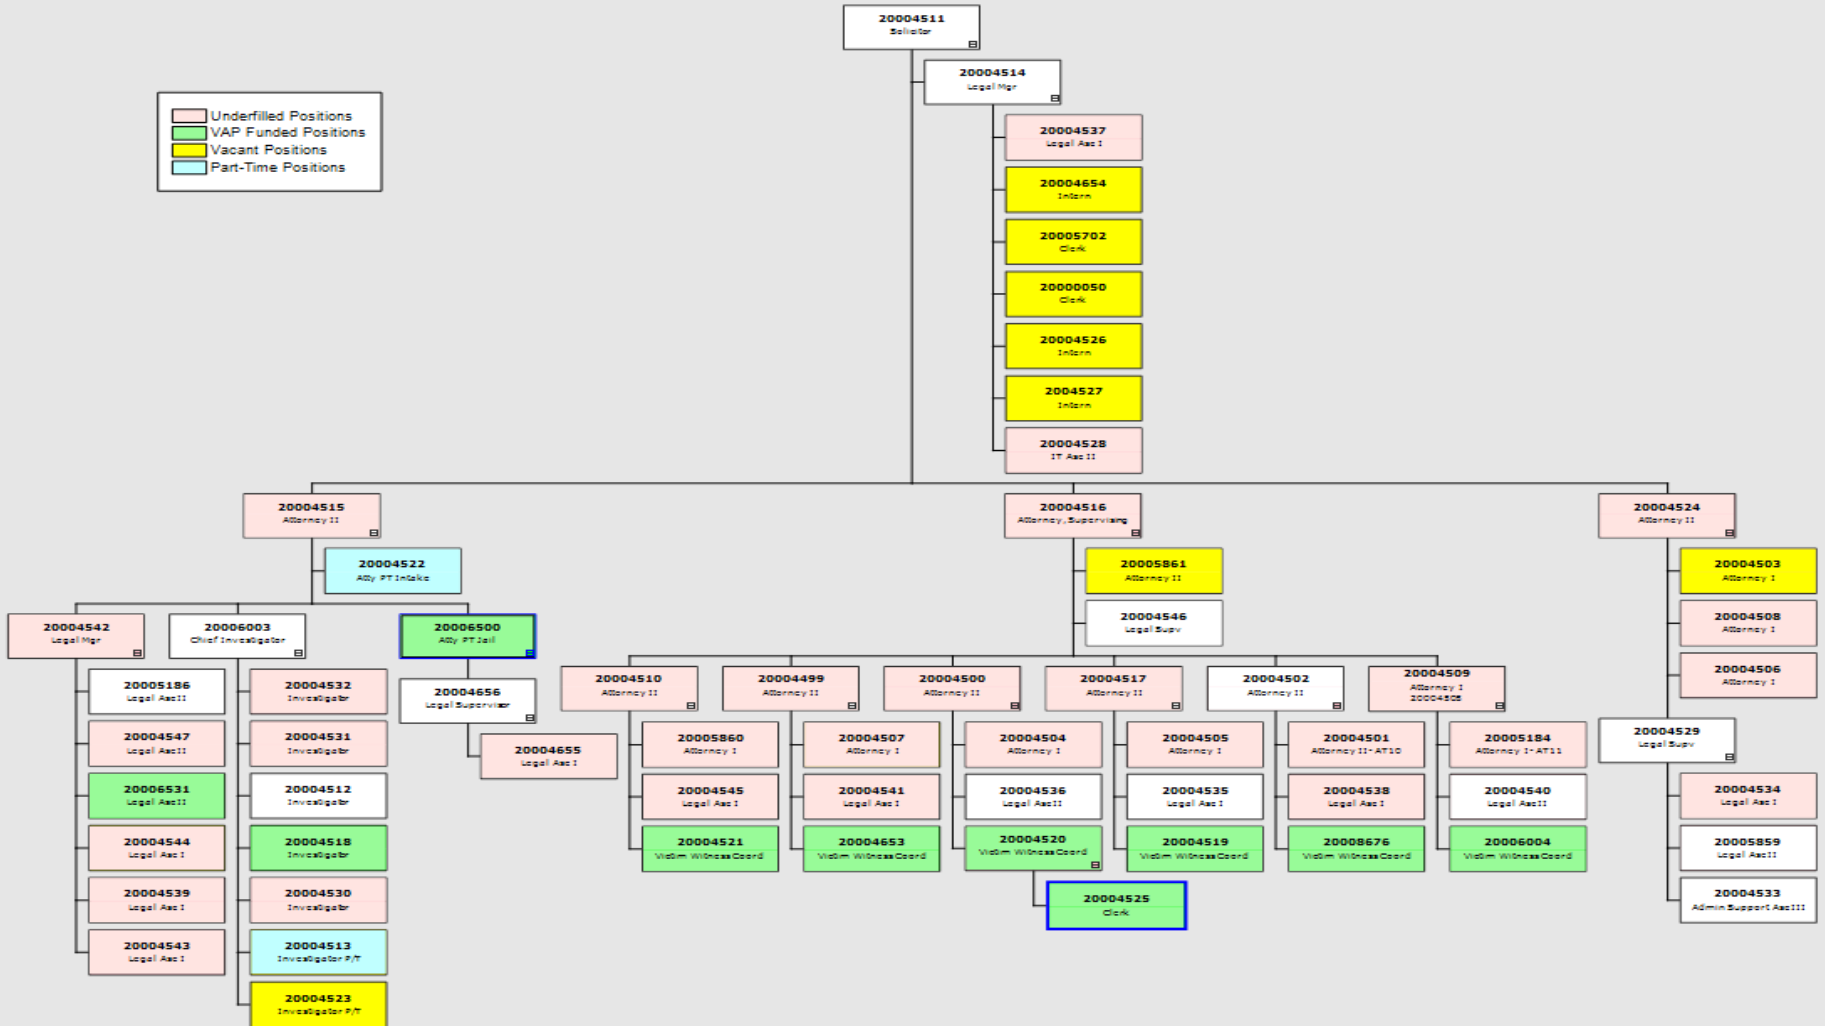 20004511
Solicitor
20004514
Legal Mgr
Underfilled Positions
VAP Funded Positions
Vacant Positions
Part-Time Positions
20004537
Legal Asc I
20004654
Intern
20005702
Clerk
20000050
Clerk
20004526
Intern
2004527
Intern
20004528
IT Asc II
20004515
Attorney II
20004516
Attorney, Supervising
20004524
Attorney II
20004522
Atty PT Intake
20005861
Attorney II
20004503
Attorney I
20004546
Legal Supv
20004508
Attorney I
20004506
Attorney I
20004542
Legal Mgr
20006003
Chief Investigator
20006500
Atty PT Jail
20005186
Legal Asc II
20004547
Legal Asc II
20006531
Legal Asc II
20004544
Legal Asc I
20004539
Legal Asc I
20004543
Legal Asc I
20004532
Investigator
20004531
Investigator
20004512
Investigator
20004518
Investigator
20004530
Investigator
20004513
Investigator P/T
20004523
Investigator P/T
20004656
Legal Supervisor
20004655
Legal Asc I
20004510
Attorney II
20005860
Attorney I
20004545
Legal Asc I
20004521
Victim Witness Coord
20004499
Attorney II
20004507
Attorney I
20004541
Legal Asc I
20004653
Victim Witness Coord
20004500
Attorney II
20004504
Attorney I
20004536
Legal Asc II
20004520
Victim Witness Coord
20004525
Clerk
20004517
Attorney II
20004505
Attorney I
20004535
Legal Asc I
20004519
Victim Witness Coord
20004502
Attorney II
20004501
Attorney II- AT10
20004538
Legal Asc I
20008676
Victim Witness Coord
20004509
Attorney I
20005184
Attorney I- AT11
20004540
Legal Asc II
20006004
Victim Witness Coord
20004529
Legal Supv
20004534
Legal Asc I
20005859
Legal Asc II
20004533
Admin Support Asc III